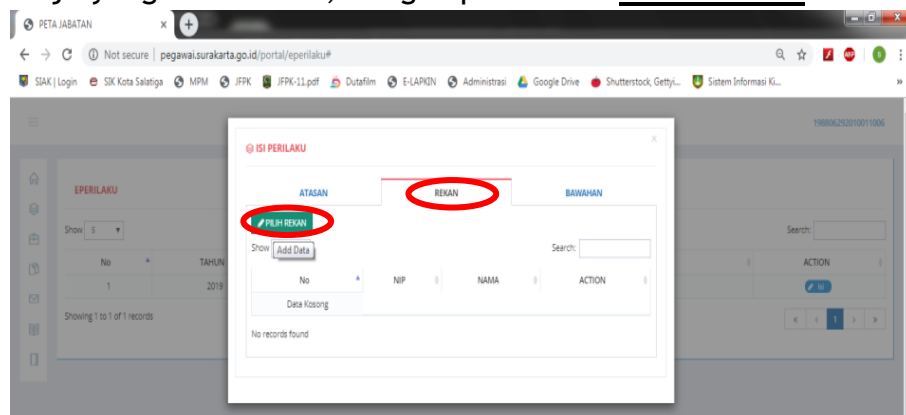 PETA JABATAN
Not secure | pegawai.surakarta.go.id/portal/eperilaku#
SIAK | Login SIK Kota Salatiga MPM JFPK JFPK-11.pdf Dutafilm E-LAPKIN Administrasi Google Drive Shutterstock, Gettyi... Sistem Informasi Ki... »
198806292010011006
ISI PERILAKU
ATASAN REKAN BAWAHAN
PILIH REKAN
Show Search:
Add Data
No NIP NAMA ACTION
Data Kosong
No records found
EPERILAKU
Show 5 Search:
No TAHUN ACTION
1 2019 Isi
Showing 1 to 1 of 1 records « ‹ 1 › »